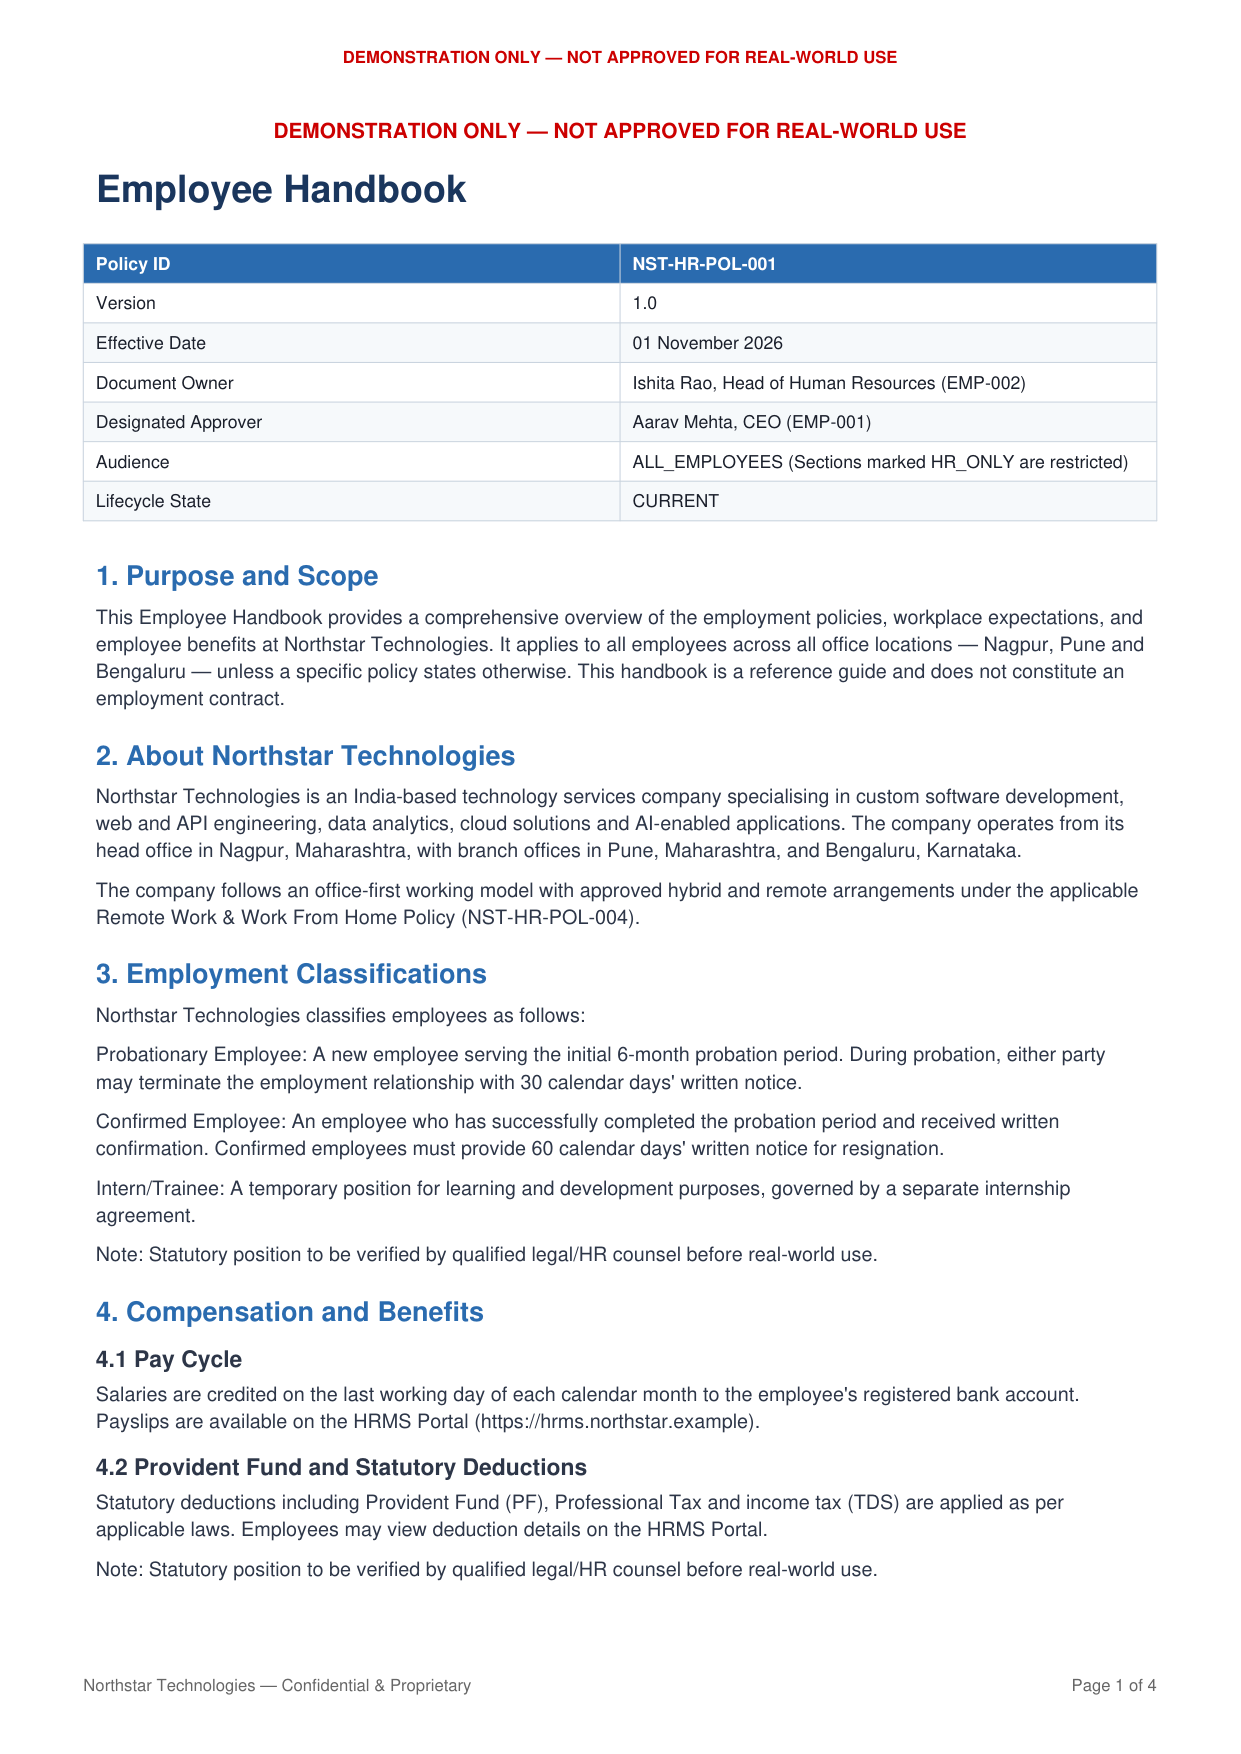 DEMONSTRATION ONLY — NOT APPROVED FOR REAL-WORLD USE
DEMONSTRATION ONLY — NOT APPROVED FOR REAL-WORLD USE
Employee Handbook
Policy ID NST-HR-POL-001
Version 1.0
Effective Date 01 November 2026
Document Owner Ishita Rao, Head of Human Resources (EMP-002)
Designated Approver Aarav Mehta, CEO (EMP-001)
Audience ALL_EMPLOYEES (Sections marked HR_ONLY are restricted)
Lifecycle State CURRENT
1. Purpose and Scope
This Employee Handbook provides a comprehensive overview of the employment policies, workplace expectations, and
employee benefits at Northstar Technologies. It applies to all employees across all office locations — Nagpur, Pune and
Bengaluru — unless a specific policy states otherwise. This handbook is a reference guide and does not constitute an
employment contract.
2. About Northstar Technologies
Northstar Technologies is an India-based technology services company specialising in custom software development,
web and API engineering, data analytics, cloud solutions and AI-enabled applications. The company operates from its
head office in Nagpur, Maharashtra, with branch offices in Pune, Maharashtra, and Bengaluru, Karnataka.
The company follows an office-first working model with approved hybrid and remote arrangements under the applicable
Remote Work & Work From Home Policy (NST-HR-POL-004).
3. Employment Classifications
Northstar Technologies classifies employees as follows:
Probationary Employee: A new employee serving the initial 6-month probation period. During probation, either party
may terminate the employment relationship with 30 calendar days' written notice.
Confirmed Employee: An employee who has successfully completed the probation period and received written
confirmation. Confirmed employees must provide 60 calendar days' written notice for resignation.
Intern/Trainee: A temporary position for learning and development purposes, governed by a separate internship
agreement.
Note: Statutory position to be verified by qualified legal/HR counsel before real-world use.
4. Compensation and Benefits
4.1 Pay Cycle
Salaries are credited on the last working day of each calendar month to the employee's registered bank account.
Payslips are available on the HRMS Portal (https://hrms.northstar.example).
4.2 Provident Fund and Statutory Deductions
Statutory deductions including Provident Fund (PF), Professional Tax and income tax (TDS) are applied as per
applicable laws. Employees may view deduction details on the HRMS Portal.
Note: Statutory position to be verified by qualified legal/HR counsel before real-world use.
Northstar Technologies — Confidential & Proprietary Page 1 of 4